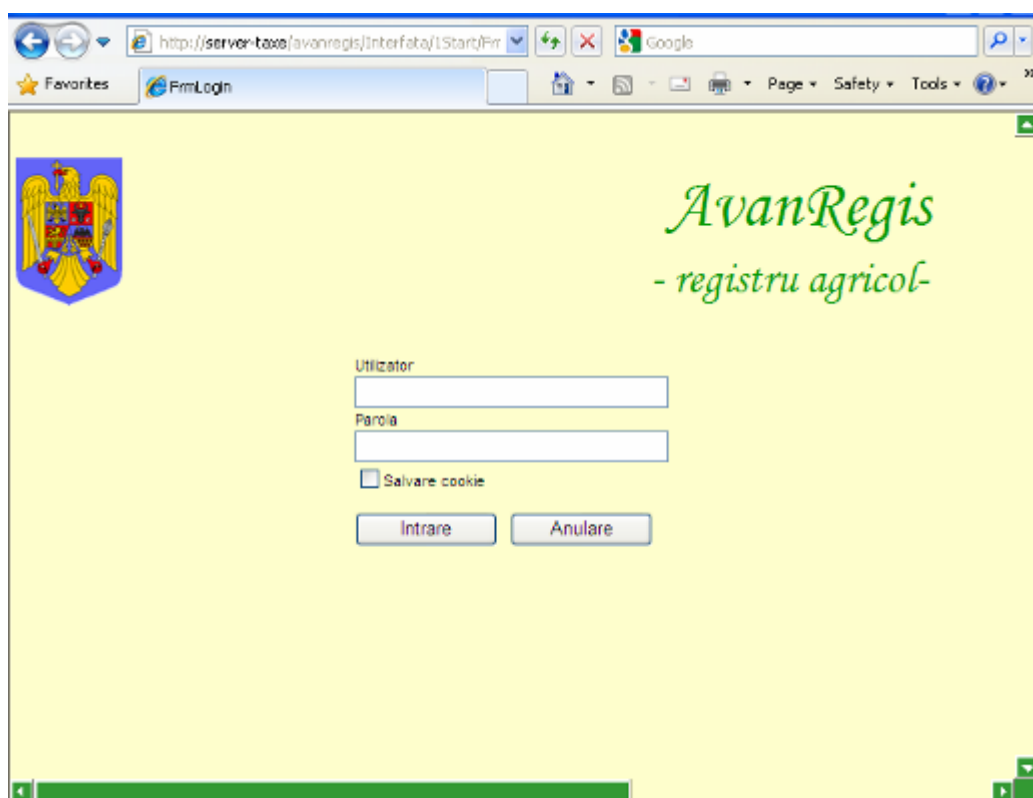 http://server-taxe/avanregis/Interfata/1Start/Frr
Google
Favorites
FrmLogin
Page
Safety
Tools
AvanRegis
- registru agricol-
Utilizator
Parola
Salvare cookie
Intrare
Anulare